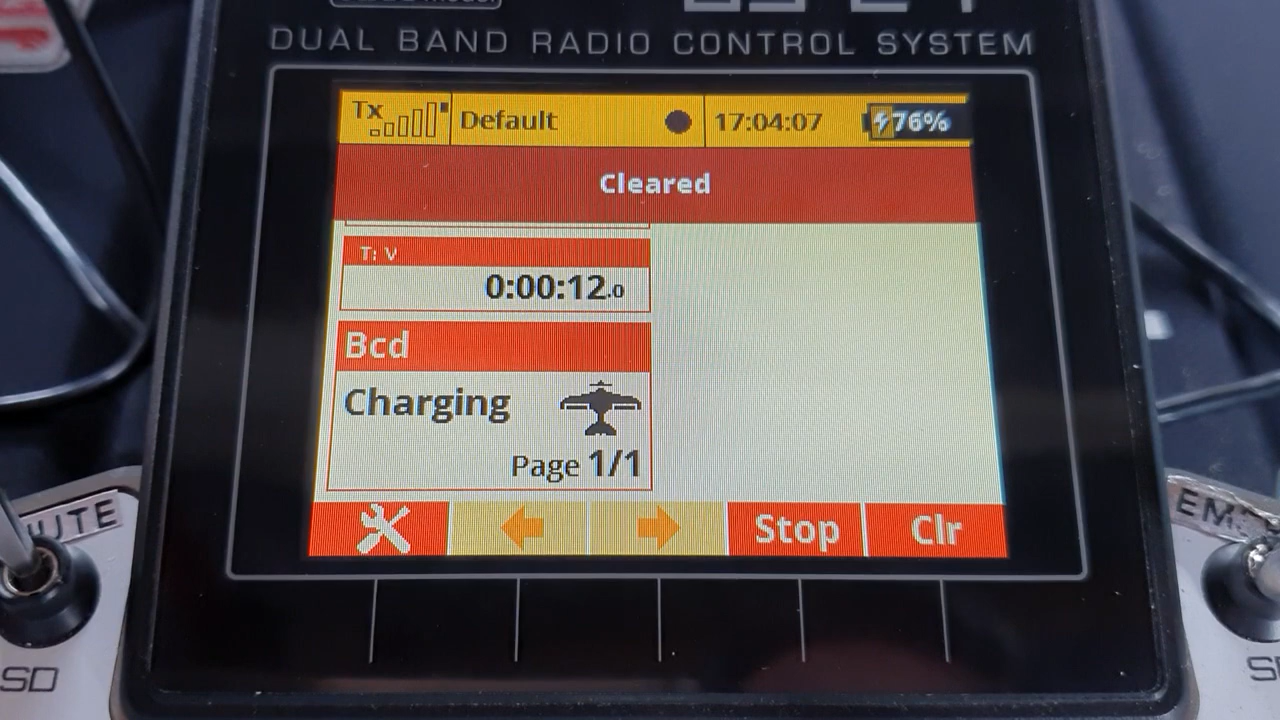 DUAL BAND RADIO CONTROL SYSTEM
Tx Default 17:04:07 76%
Cleared
T: V
0:00:12.0
Bcd
Charging
Page 1/1
Stop Clr
SD